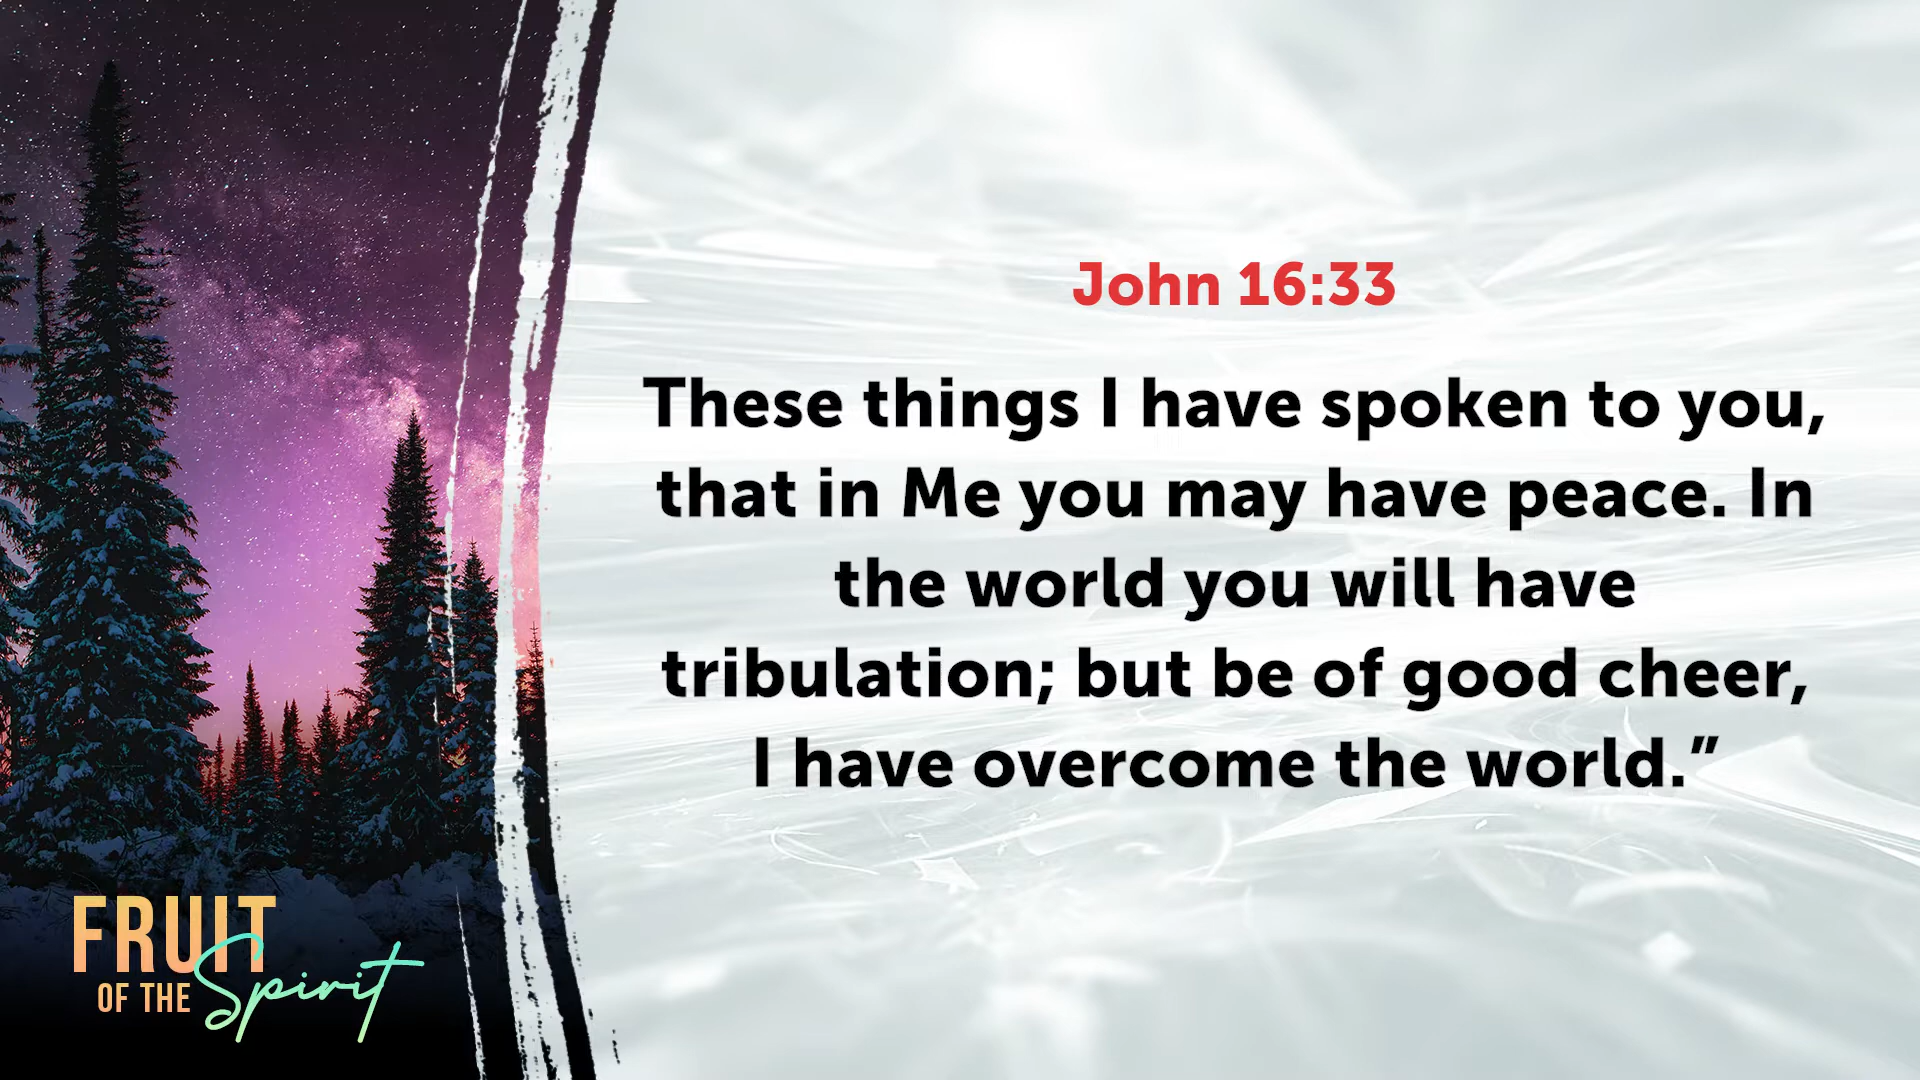 John 16:33
These things I have spoken to you,
that in Me you may have peace. In
the world you will have
tribulation; but be of good cheer,
I have overcome the world.”
FRUIT
OF THE Spirit